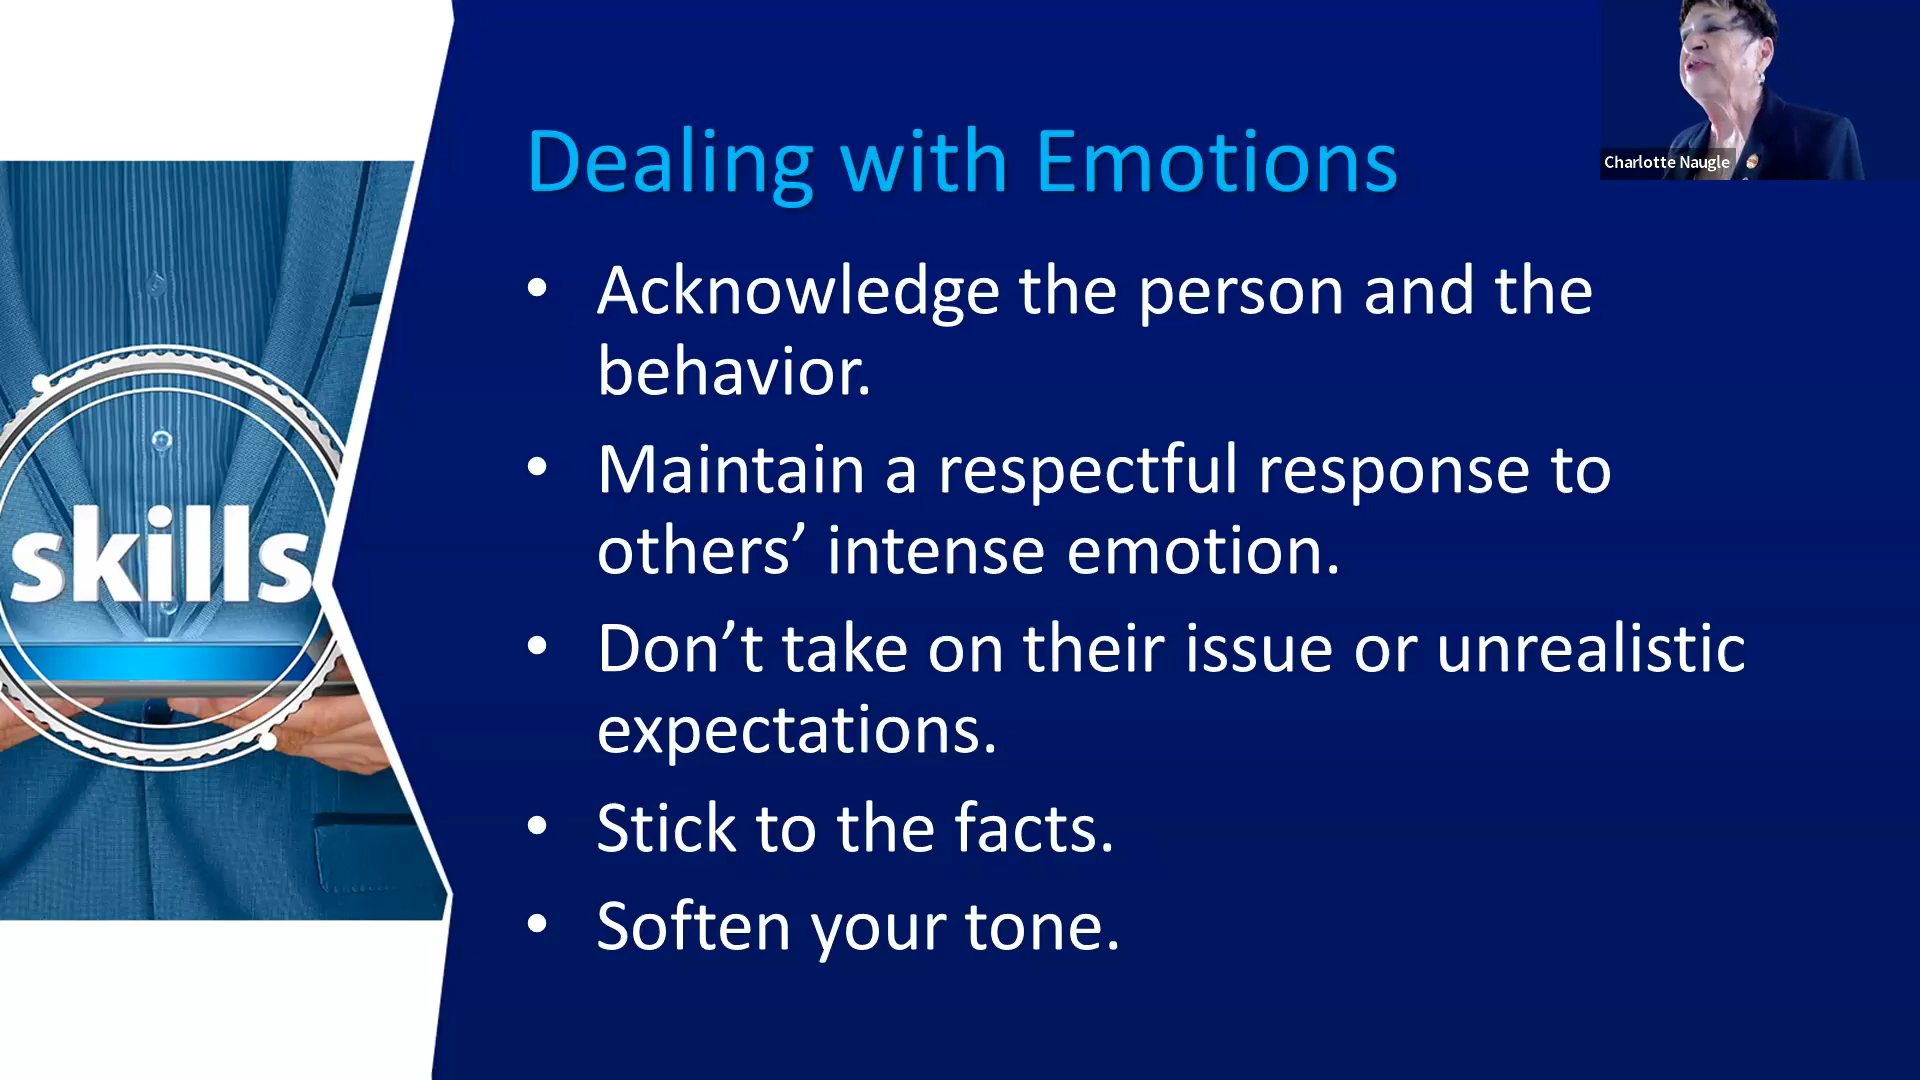 Charlotte Naugle
Dealing with Emotions
• Acknowledge the person and the
behavior.
• Maintain a respectful response to
others’ intense emotion.
• Don’t take on their issue or unrealistic
expectations.
• Stick to the facts.
• Soften your tone.
skills